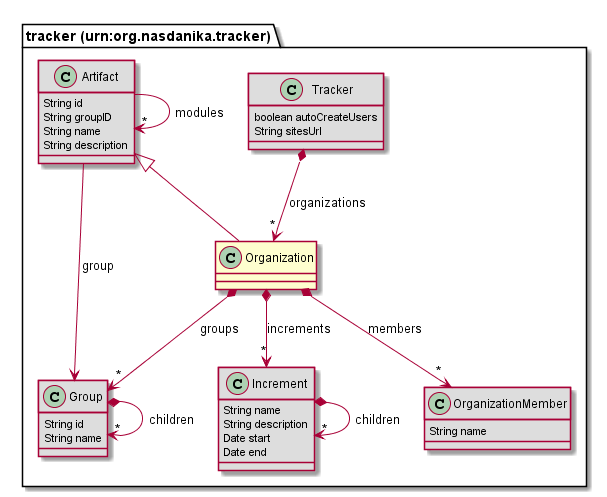 tracker (urn:org.nasdanika.tracker)
C Artifact
String id
String groupID
String name
String description
* modules
C Tracker
boolean autoCreateUsers
String sitesUrl
organizations
*
C Organization
group
groups
*
increments
*
members
*
C Group
String id
String name
* children
C Increment
String name
String description
Date start
Date end
* children
C OrganizationMember
String name